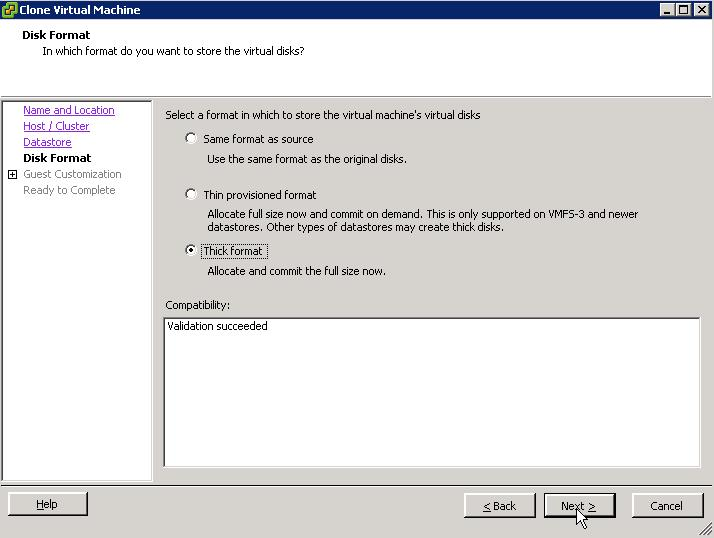 Clone Virtual Machine
Disk Format
In which format do you want to store the virtual disks?
Name and Location
Host / Cluster
Datastore
Disk Format
Guest Customization
Ready to Complete
Select a format in which to store the virtual machine's virtual disks
Same format as source
Use the same format as the original disks.
Thin provisioned format
Allocate full size now and commit on demand. This is only supported on VMFS-3 and newer
datastores. Other types of datastores may create thick disks.
Thick format
Allocate and commit the full size now.
Compatibility:
Validation succeeded
Help
< Back
Next >
Cancel